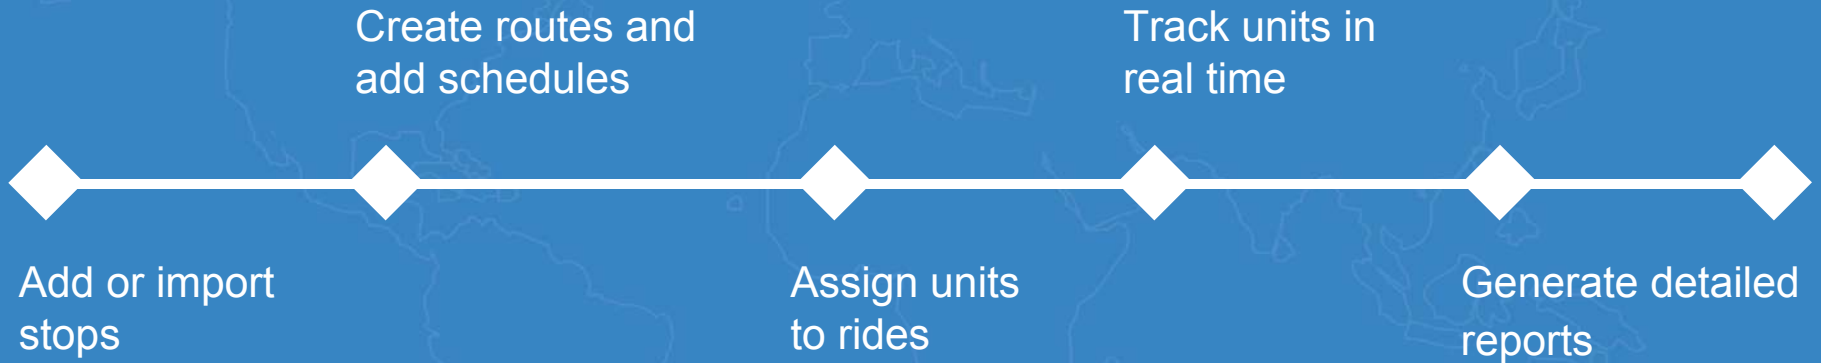 Create routes and
add schedules
Track units in
real time
Add or import
stops
Assign units
to rides
Generate detailed
reports